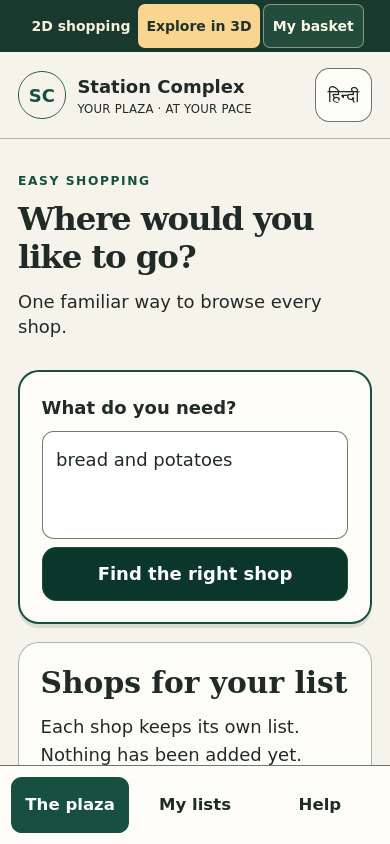 2D shopping
Explore in 3D
My basket
SC
Station Complex
YOUR PLAZA · AT YOUR PACE
हिन्दी
EASY SHOPPING
Where would you
like to go?
One familiar way to browse every
shop.
What do you need?
bread and potatoes
Find the right shop
Shops for your list
Each shop keeps its own list.
Nothing has been added yet.
The plaza
My lists
Help